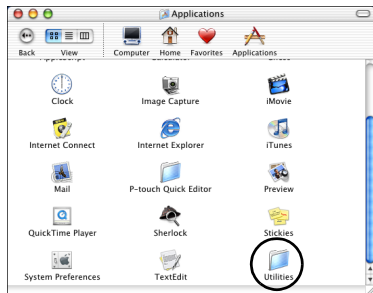 Applications
Back View Computer Home Favorites Applications
Clock Image Capture iMovie
Internet Connect Internet Explorer iTunes
Mail P-touch Quick Editor Preview
QuickTime Player Sherlock Stickies
System Preferences TextEdit Utilities